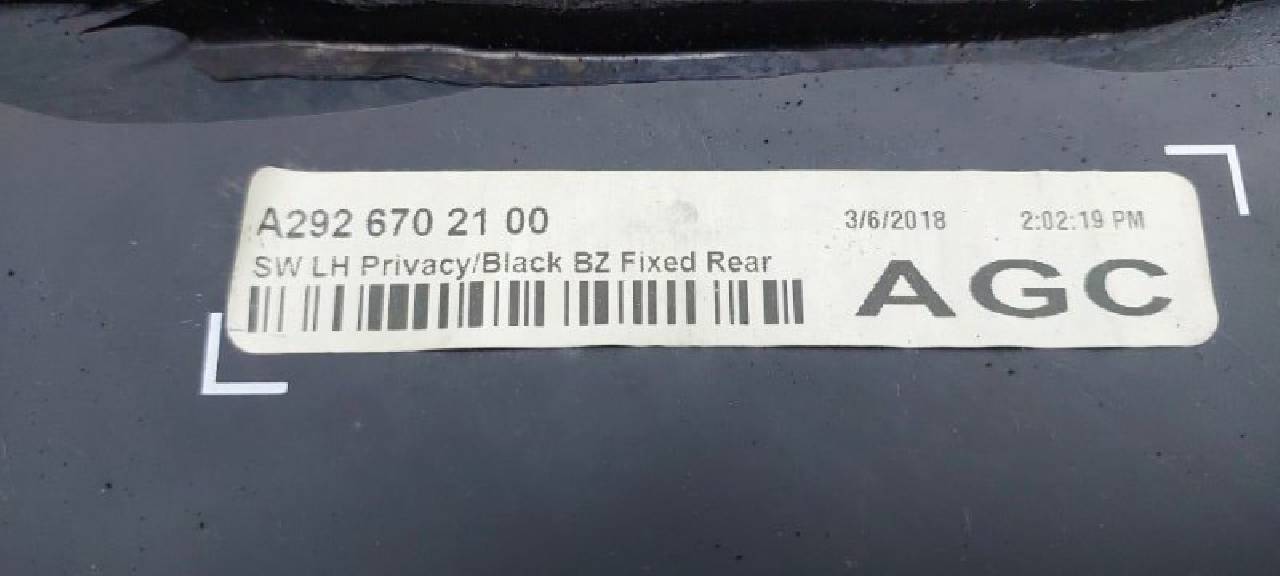 A292 670 21 00
3/6/2018 2:02:19 PM
SW LH Privacy/Black BZ Fixed Rear
AGC